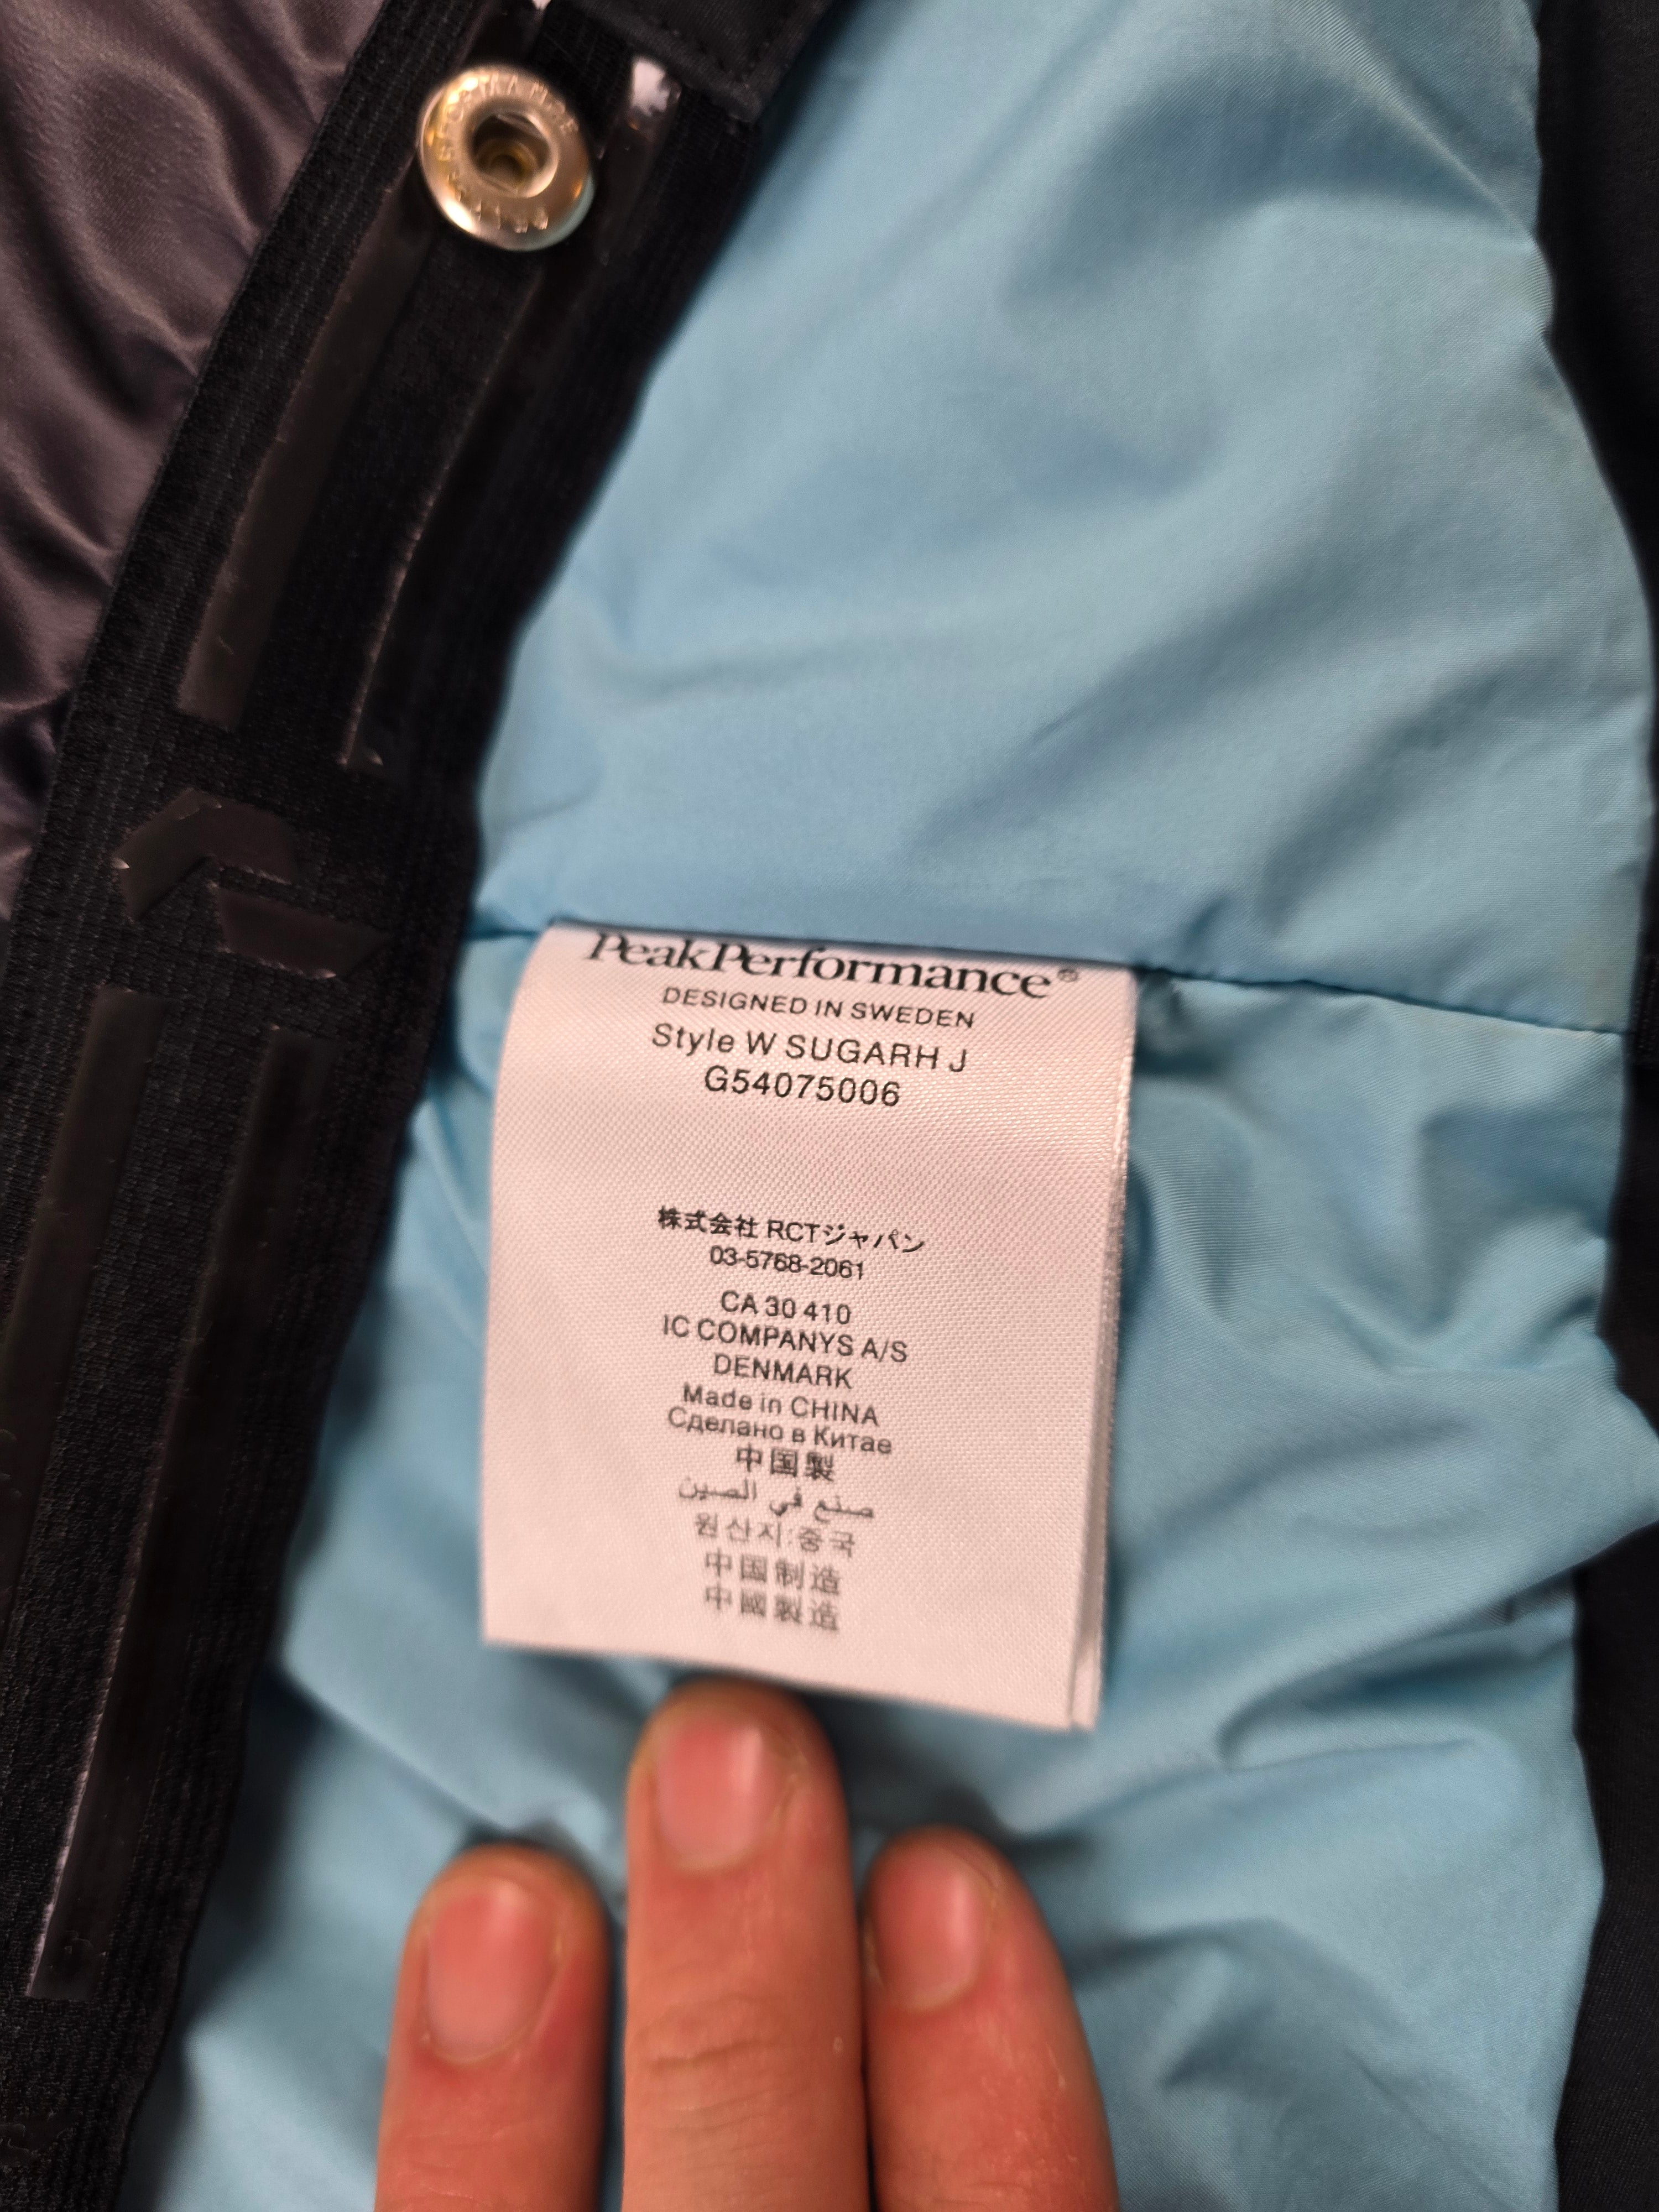 PeakPerformance®
DESIGNED IN SWEDEN
Style W SUGARH J
G54075006
株式会社 RCTジャパン
03-5768-2061
CA 30 410
IC COMPANYS A/S
DENMARK
Made in CHINA
Сделано в Китае
中国製
صنع في الصين
원산지:중국
中国制造
中國製造